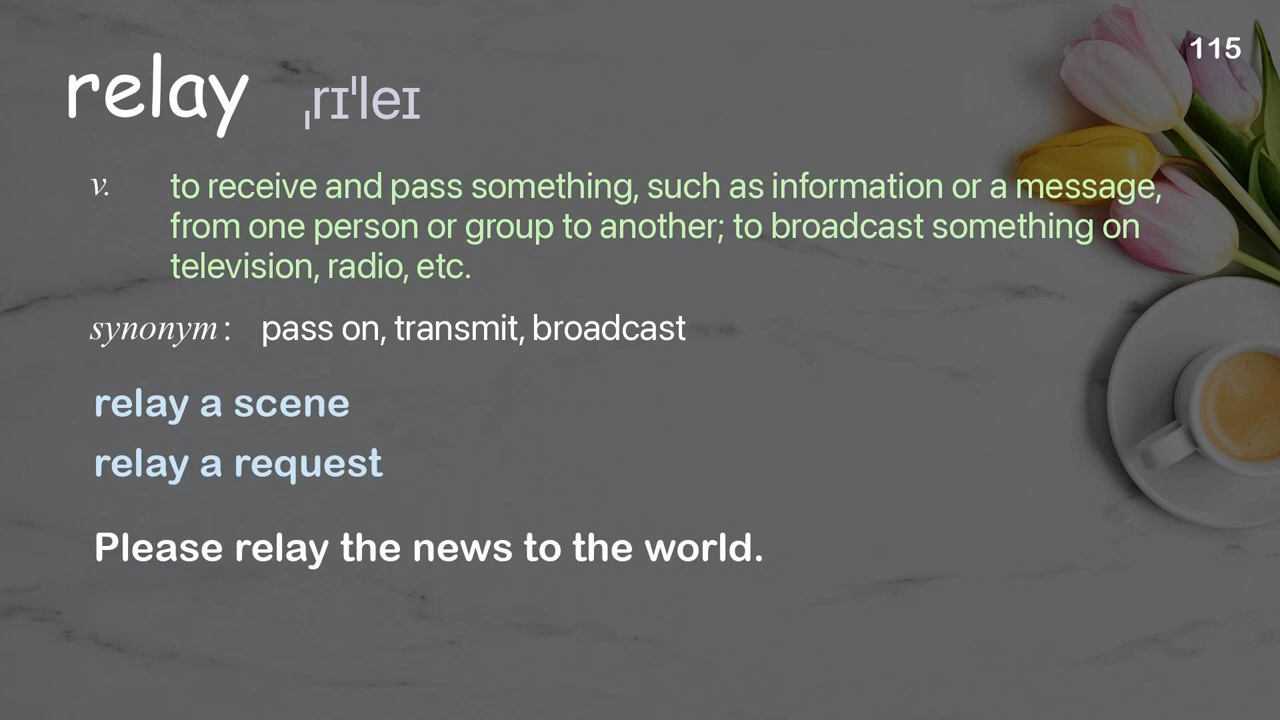 115
relay ˌrɪˈleɪ
v. to receive and pass something, such as information or a message,
from one person or group to another; to broadcast something on
television, radio, etc.
synonym: pass on, transmit, broadcast
relay a scene
relay a request
Please relay the news to the world.